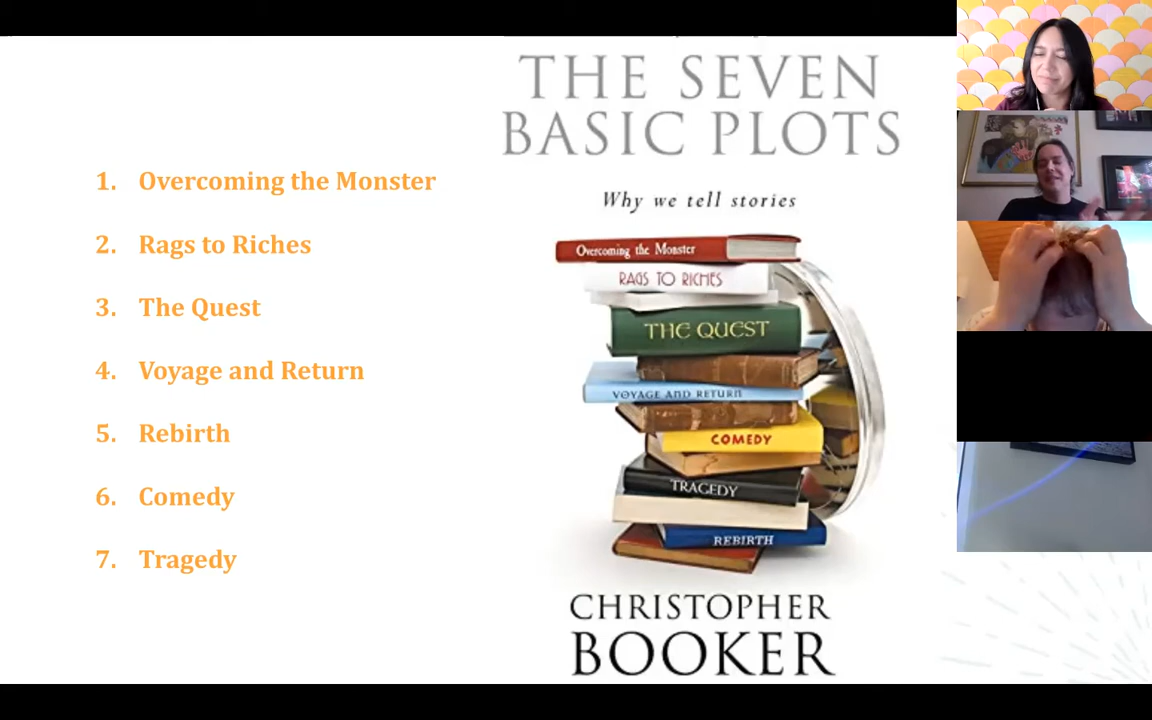 1. Overcoming the Monster
2. Rags to Riches
3. The Quest
4. Voyage and Return
5. Rebirth
6. Comedy
7. Tragedy
THE SEVEN
BASIC PLOTS
Why we tell stories
Overcoming the Monster
RAGS TO RICHES
THE QUEST
VOYAGE AND RETURN
COMEDY
TRAGEDY
REBIRTH
CHRISTOPHER
BOOKER